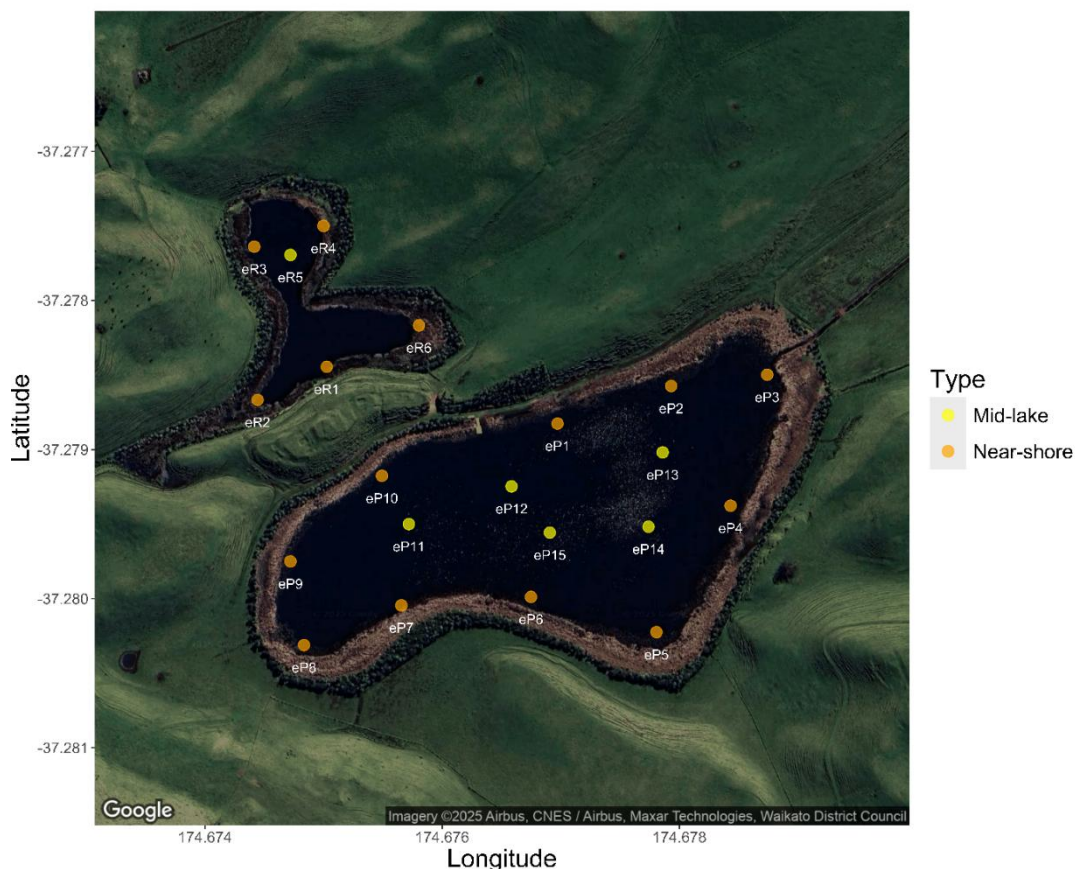 Latitude
-37.277
-37.278
-37.279
-37.280
-37.281
eR4
eR3
eR5
eR6
eR1
eR2
eP3
eP2
eP1
eP13
eP10
eP12
eP4
eP11
eP14
eP15
eP9
eP6
eP7
eP5
eP8
Google
Imagery ©2025 Airbus, CNES / Airbus, Maxar Technologies, Waikato District Council
174.674
174.676
174.678
Longitude
Type
Mid-lake
Near-shore